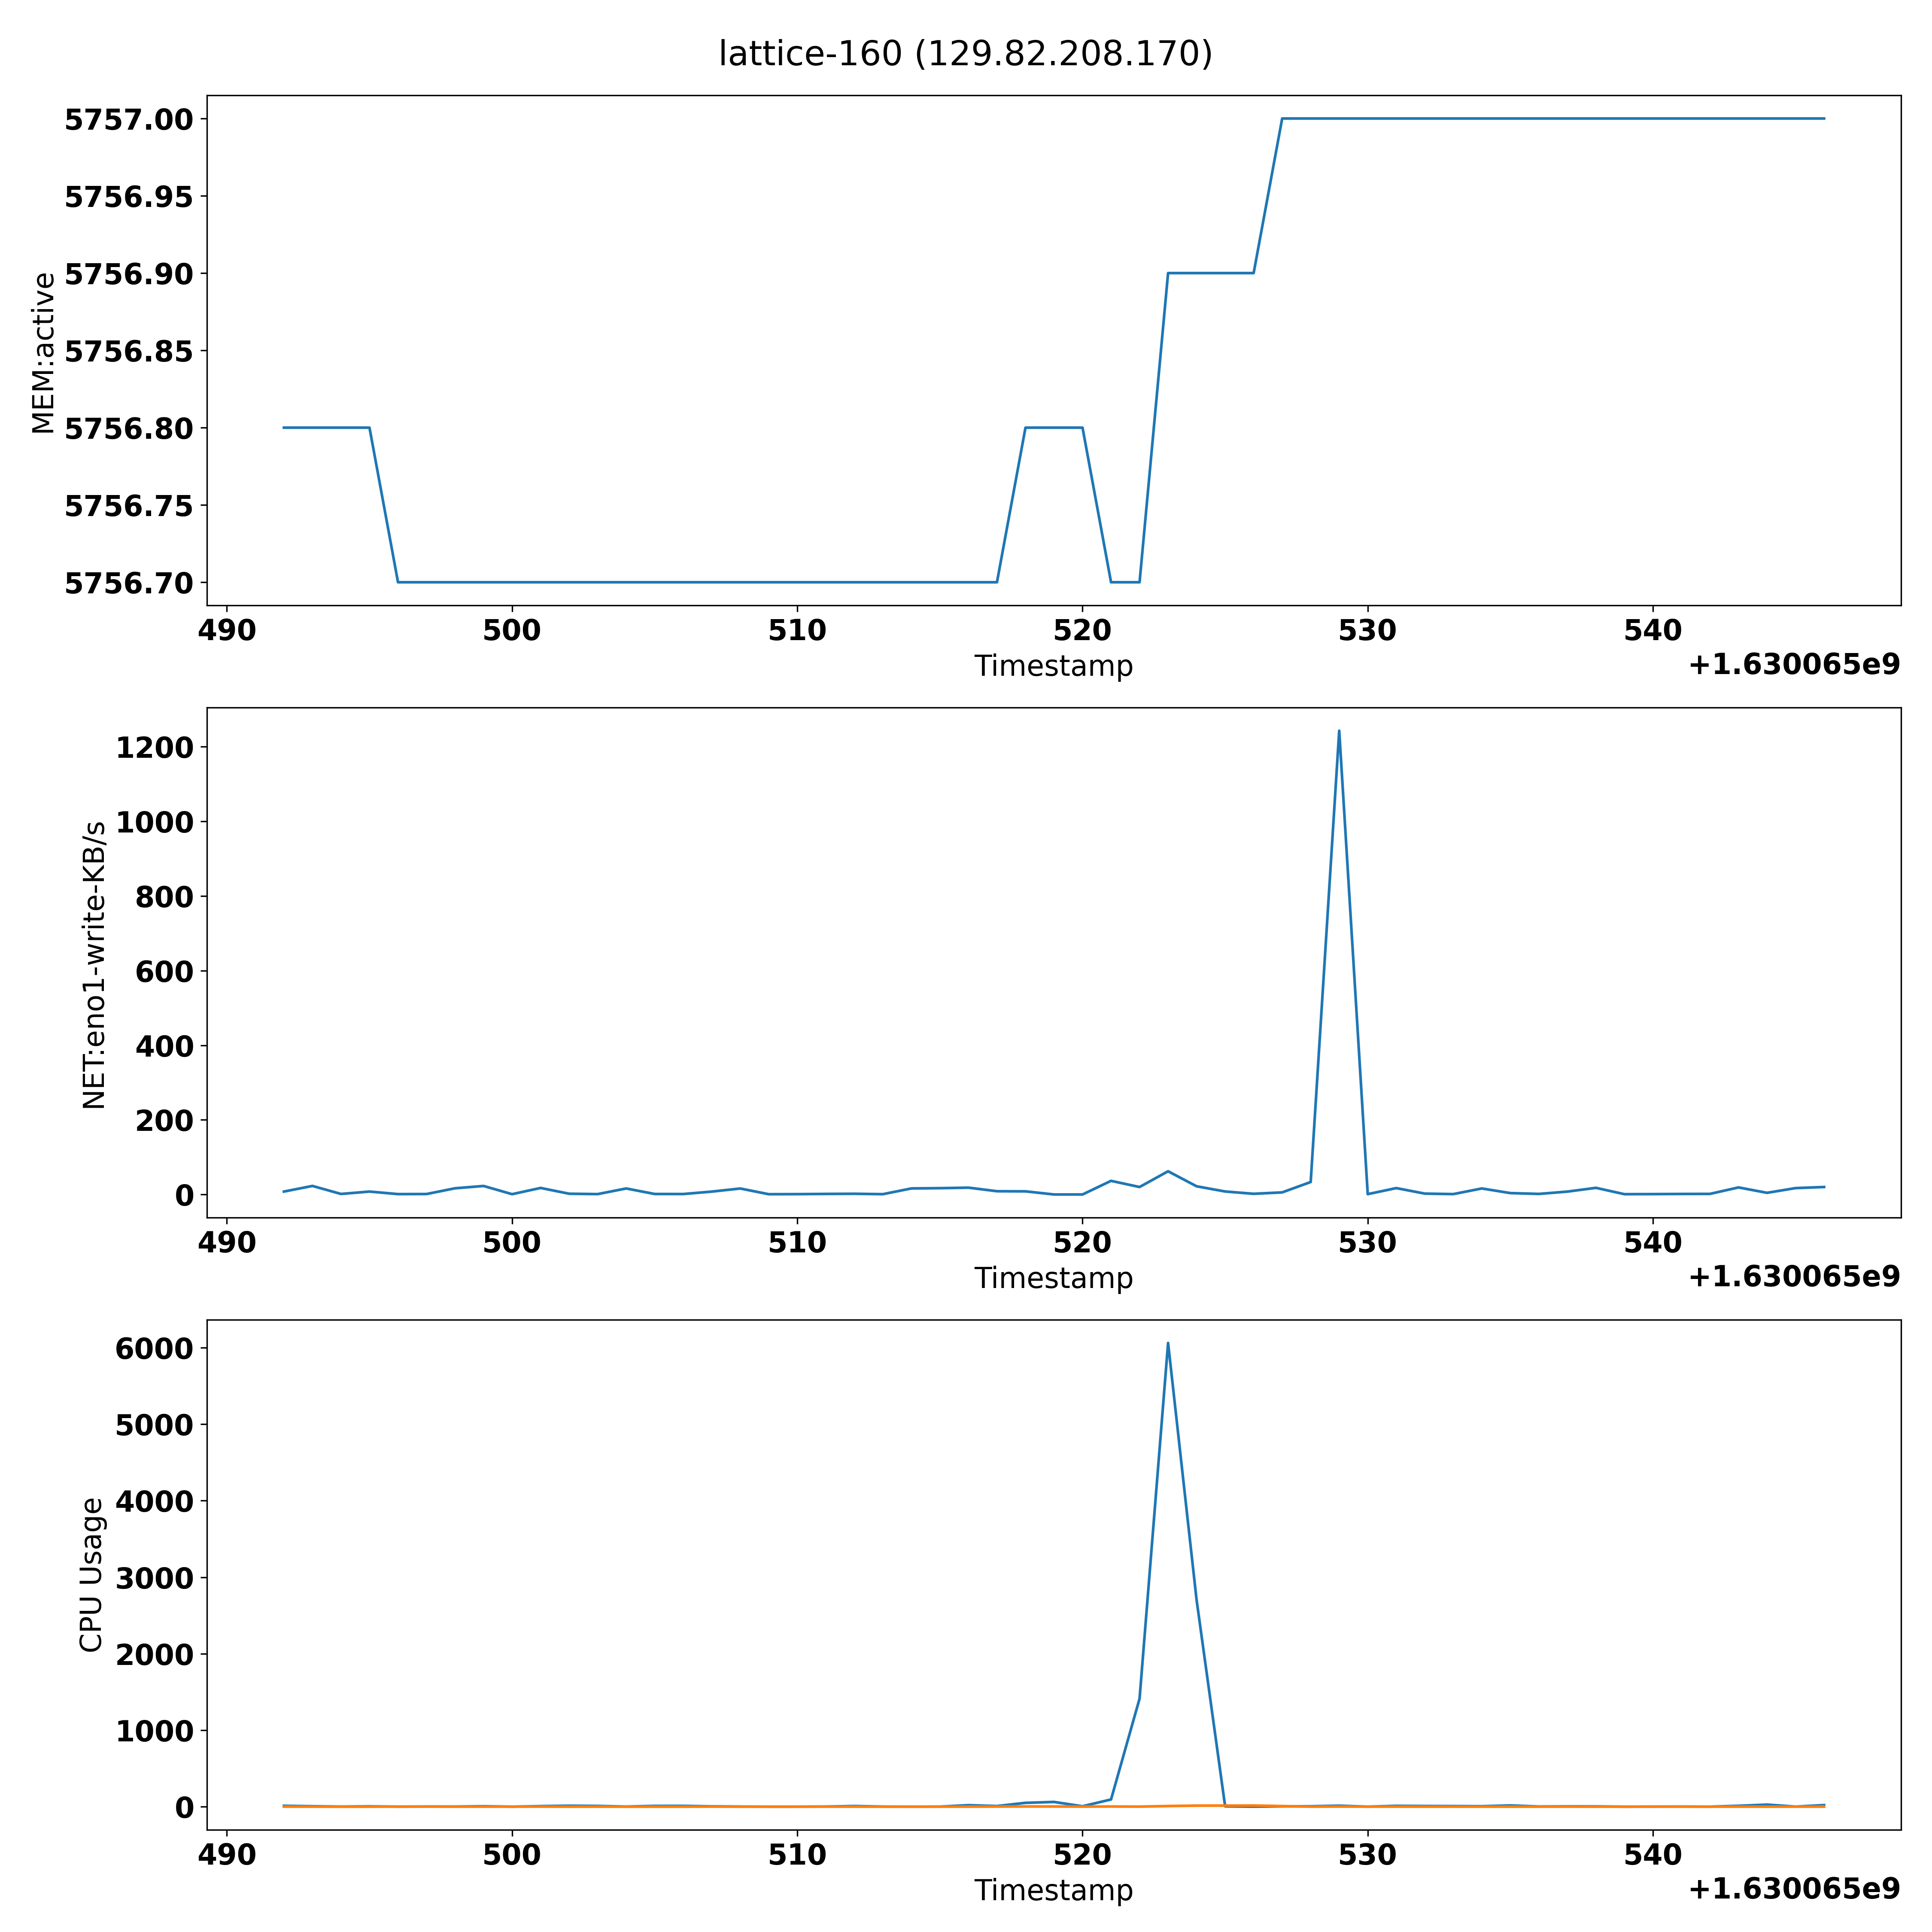 lattice-160 (129.82.208.170)
5757.00
5756.95
5756.90
5756.85
5756.80
5756.75
5756.70
MEM:active
490 500 510 520 530 540
Timestamp
+1.630065e9
1200
1000
800
600
400
200
0
NET:eno1-write-KB/s
490 500 510 520 530 540
Timestamp
+1.630065e9
6000
5000
4000
3000
2000
1000
0
CPU Usage
490 500 510 520 530 540
Timestamp
+1.630065e9